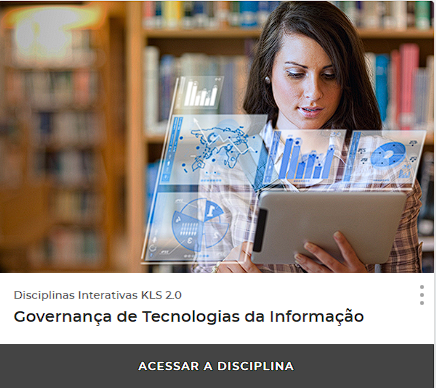 Disciplinas Interativas KLS 2.0
Governança de Tecnologias da Informação
ACESSAR A DISCIPLINA